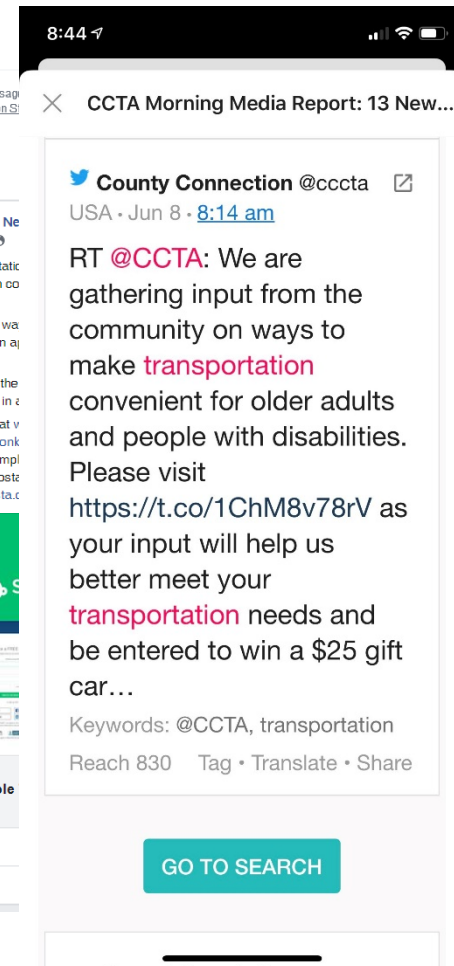 8:44
CCTA Morning Media Report: 13 New...
County Connection @cccta
USA · Jun 8 · 8:14 am
RT @CCTA: We are
gathering input from the
community on ways to
make transportation
convenient for older adults
and people with disabilities.
Please visit
https://t.co/1ChM8v78rV as
your input will help us
better meet your
transportation needs and
be entered to win a $25 gift
car...
Keywords: @CCTA, transportation
Reach 830 Tag • Translate • Share
GO TO SEARCH